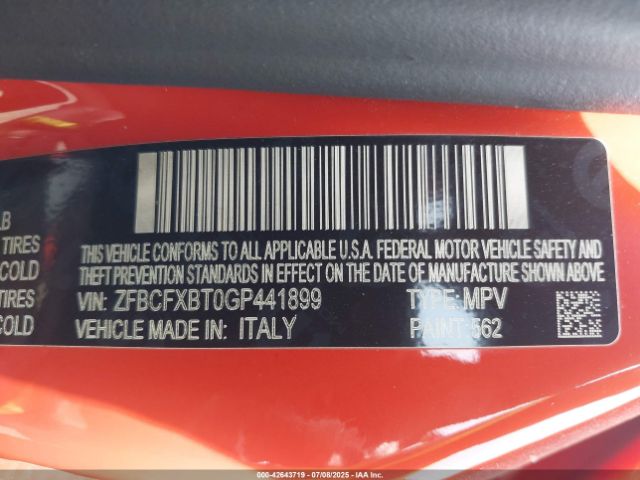 LB
TIRES
COLD
TIRES
COLD
THIS VEHICLE CONFORMS TO ALL APPLICABLE U.S.A. FEDERAL MOTOR VEHICLE SAFETY AND
THEFT PREVENTION STANDARDS IN EFFECT ON THE DATE OF MANUFACTURE SHOWN ABOVE
VIN: ZFBCFXBT0GP441899 TYPE: MPV
VEHICLE MADE IN: ITALY PAINT: 562
000-42643719 - 07/08/2025 - IAA Inc.